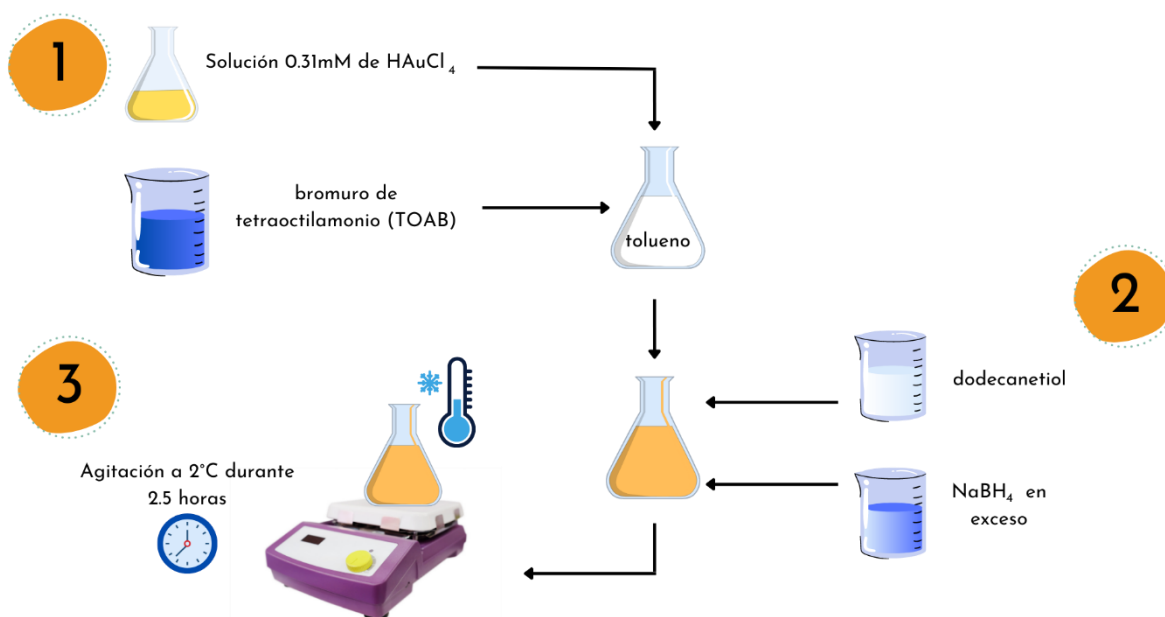 1
Solución 0.31mM de HAuCl₄
bromuro de
tetraoctilamonio (TOAB)
tolueno
2
dodecanetiol
NaBH₄ en
exceso
3
Agitación a 2°C durante
2.5 horas